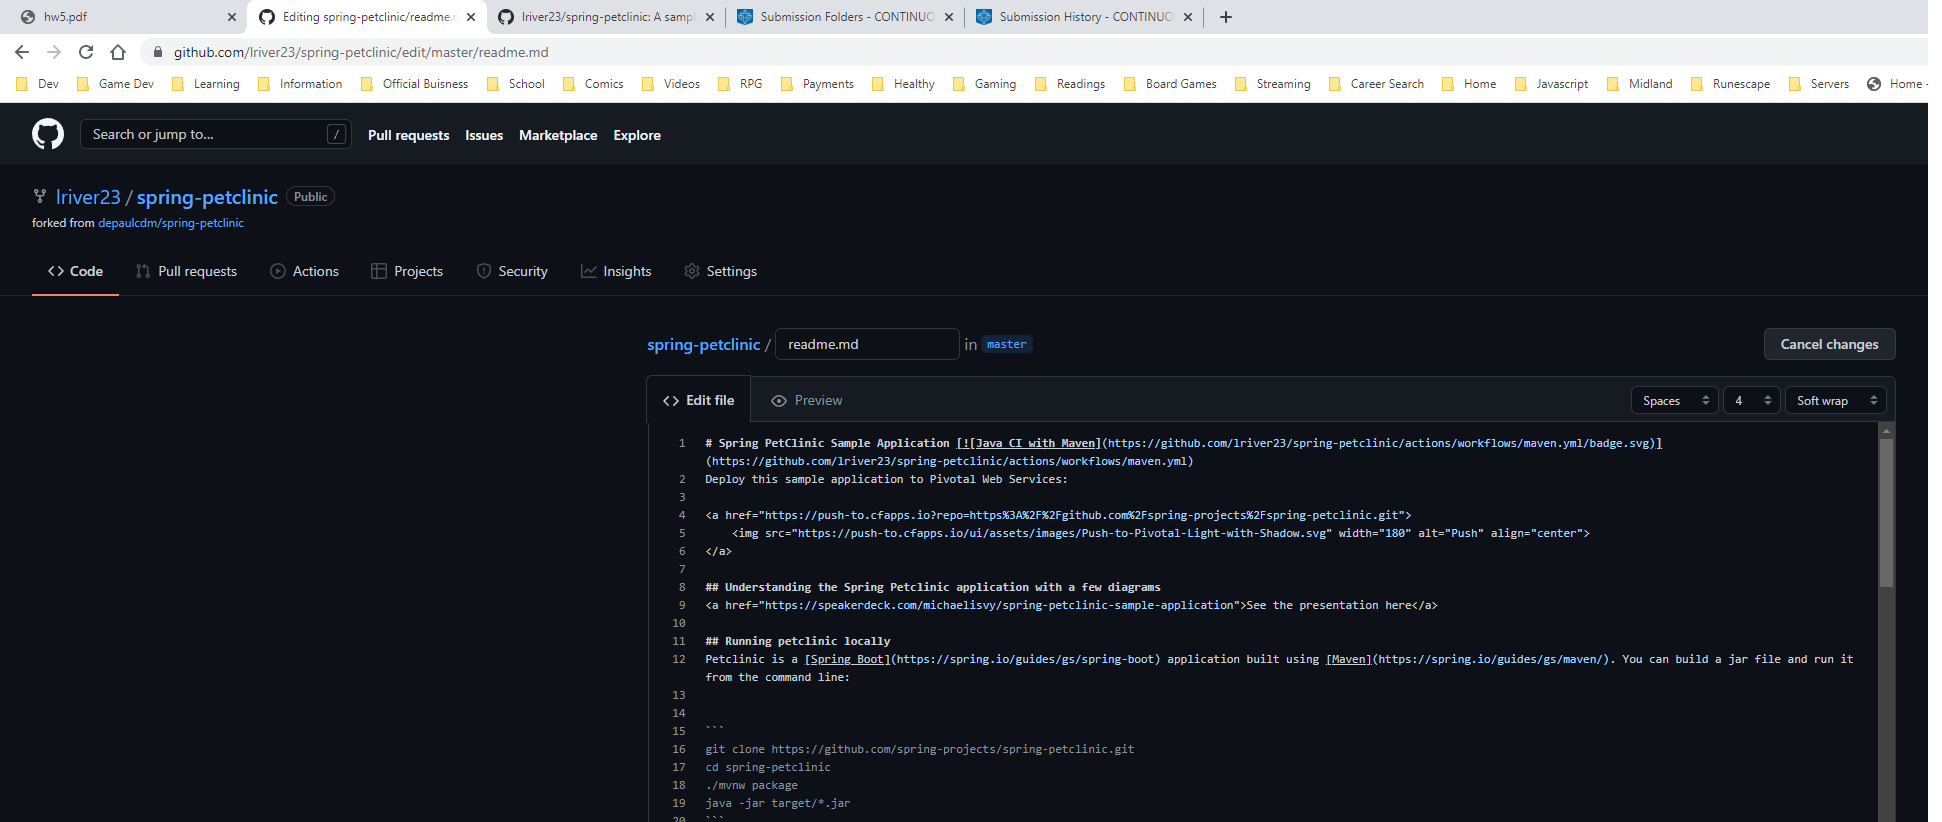 hw5.pdf
Editing spring-petclinic/readme.m
lriver23/spring-petclinic: A samp
Submission Folders - CONTINUO
Submission History - CONTINUO
github.com/lriver23/spring-petclinic/edit/master/readme.md
Dev Game Dev Learning Information Official Buisness School Comics Videos RPG Payments Healthy Gaming Readings Board Games Streaming Career Search Home Javascript Midland Runescape Servers Home -
Search or jump to... / Pull requests Issues Marketplace Explore
lriver23 / spring-petclinic Public
forked from depaulcdm/spring-petclinic
Code Pull requests Actions Projects Security Insights Settings
spring-petclinic / readme.md in master Cancel changes
<> Edit file Preview Spaces 4 Soft wrap
1 # Spring PetClinic Sample Application [![Java CI with Maven](https://github.com/lriver23/spring-petclinic/actions/workflows/maven.yml/badge.svg)]
(https://github.com/lriver23/spring-petclinic/actions/workflows/maven.yml)
2 Deploy this sample application to Pivotal Web Services:
3
4 <a href="https://push-to.cfapps.io?repo=https%3A%2F%2Fgithub.com%2Fspring-projects%2Fspring-petclinic.git">
5 <img src="https://push-to.cfapps.io/ui/assets/images/Push-to-Pivotal-Light-with-Shadow.svg" width="180" alt="Push" align="center">
6 </a>
7
8 ## Understanding the Spring Petclinic application with a few diagrams
9 <a href="https://speakerdeck.com/michaelisvy/spring-petclinic-sample-application">See the presentation here</a>
10
11 ## Running petclinic locally
12 Petclinic is a [Spring Boot](https://spring.io/guides/gs/spring-boot) application built using [Maven](https://spring.io/guides/gs/maven/). You can build a jar file and run it
from the command line:
13
14
15 ```
16 git clone https://github.com/spring-projects/spring-petclinic.git
17 cd spring-petclinic
18 ./mvnw package
19 java -jar target/*.jar
20 ```